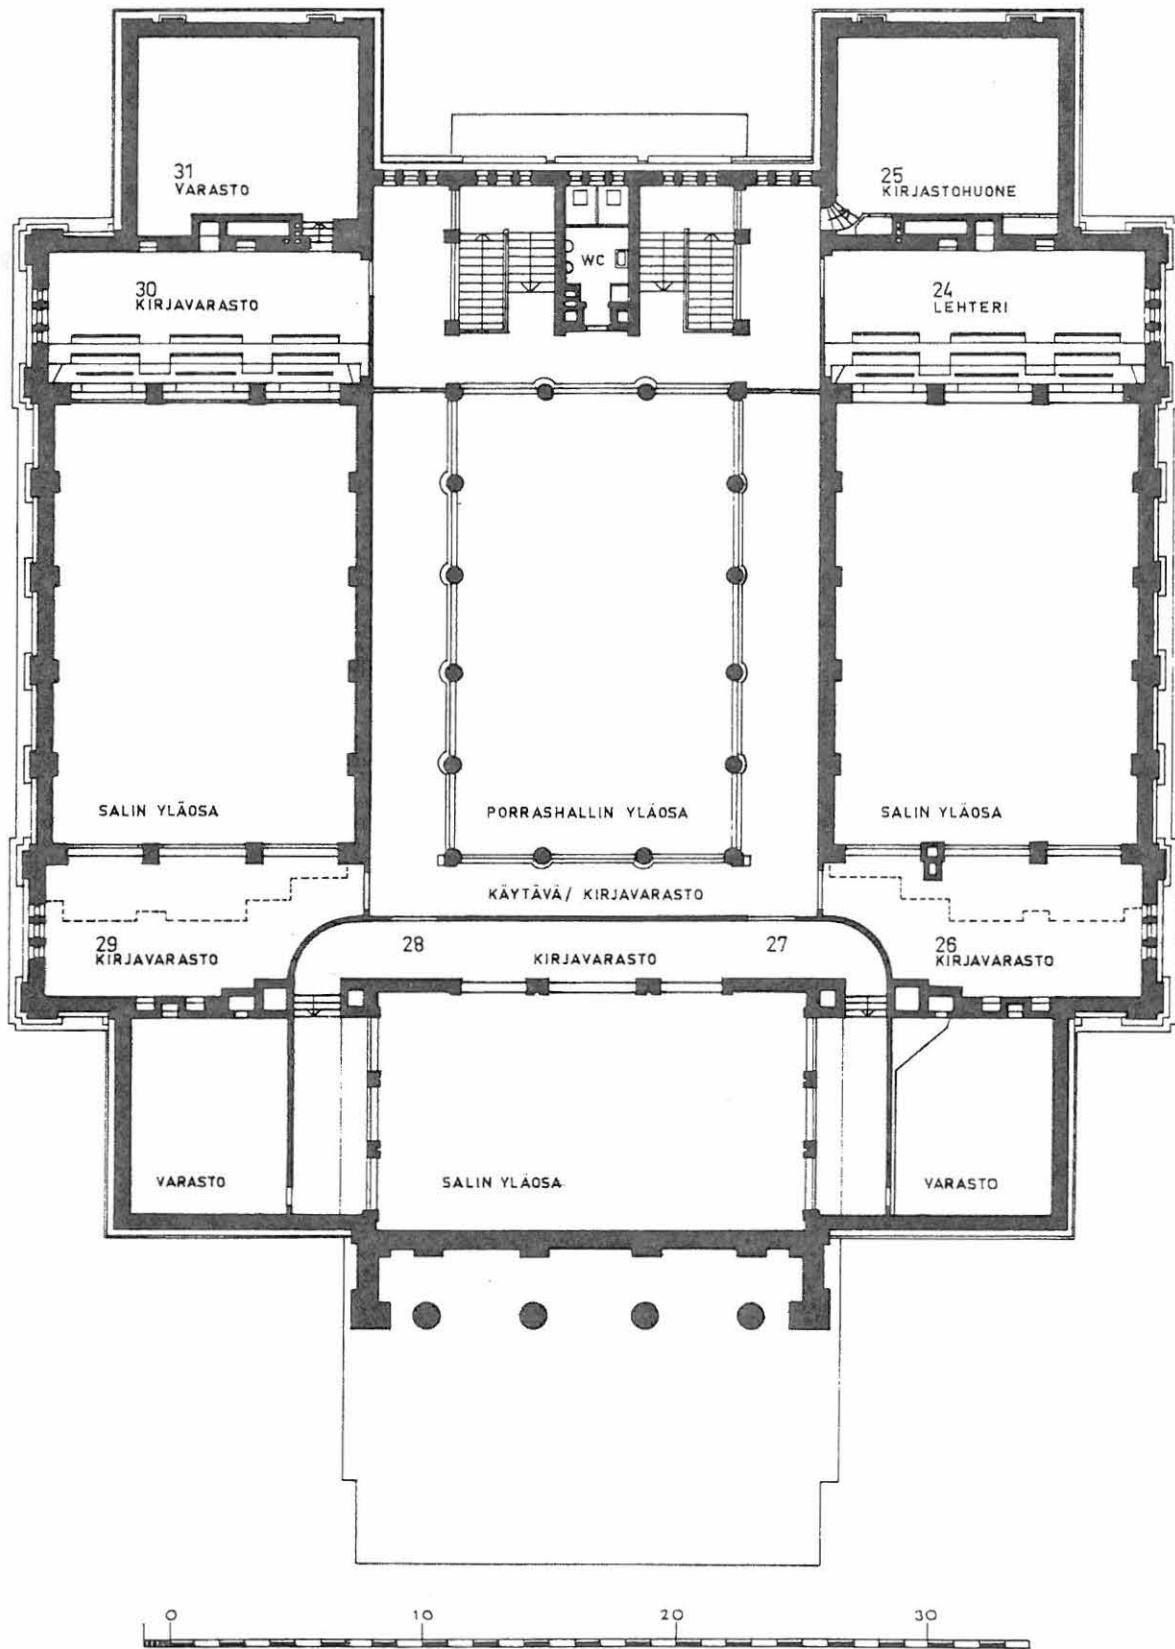 31
VARASTO
25
KIRJASTOHUONE
WC
30
KIRJAVARASTO
24
LEHTERI
SALIN YLÄOSA
PORRASHALLIN YLÄOSA
SALIN YLÄOSA
KÄYTÄVÄ / KIRJAVARASTO
29
KIRJAVARASTO
28
KIRJAVARASTO
27
26
KIRJAVARASTO
VARASTO
SALIN YLÄOSA
VARASTO
0 10 20 30